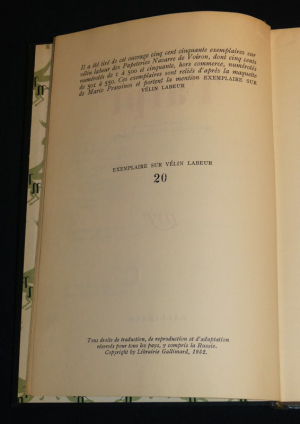 Il a été tiré de cet ouvrage cinq cent cinquante exemplaires sur
vélin labeur des Papeteries Navarre de Voiron, dont cinq cents
numérotés de 1 à 500 et cinquante, hors commerce, numérotés
de 501 à 550. Ces exemplaires sont reliés d'après la maquette
de Mario Prassinos et portent la mention EXEMPLAIRE SUR
VÉLIN LABEUR
EXEMPLAIRE SUR VÉLIN LABEUR
20
Tous droits de traduction, de reproduction et d'adaptation
réservés pour tous les pays, y compris la Russie.
Copyright by Librairie Gallimard, 1952.